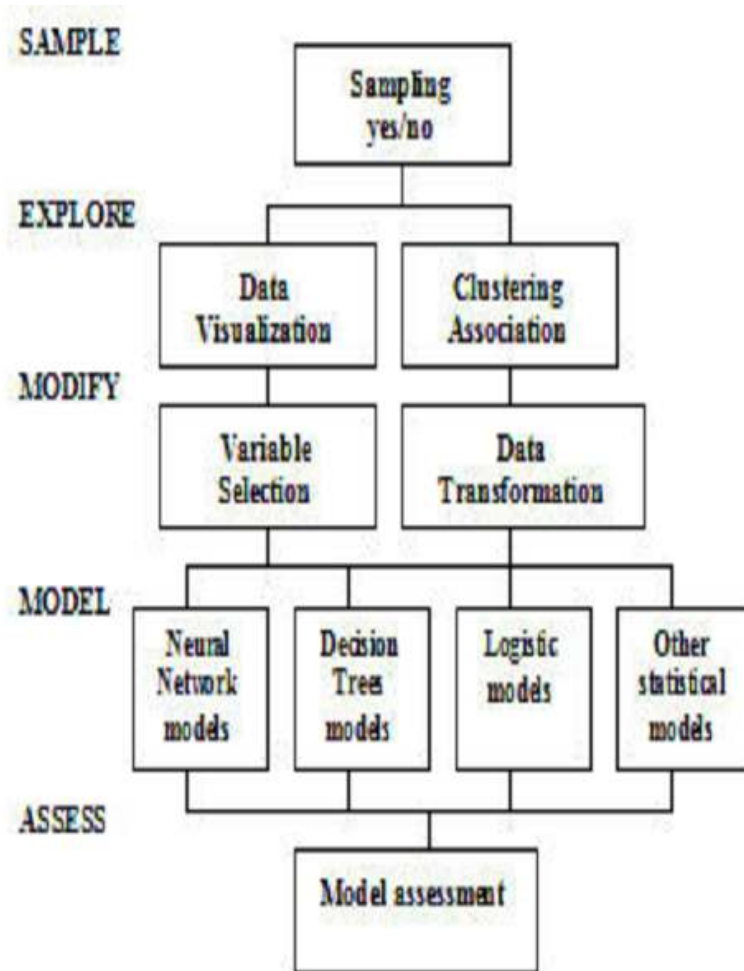 SAMPLE
Sampling
yes/no
EXPLORE
Data
Visualization
Clustering
Association
MODIFY
Variable
Selection
Data
Transformation
MODEL
Neural
Network
models
Decision
Trees
models
Logistic
models
Other
statistical
models
ASSESS
Model assessment